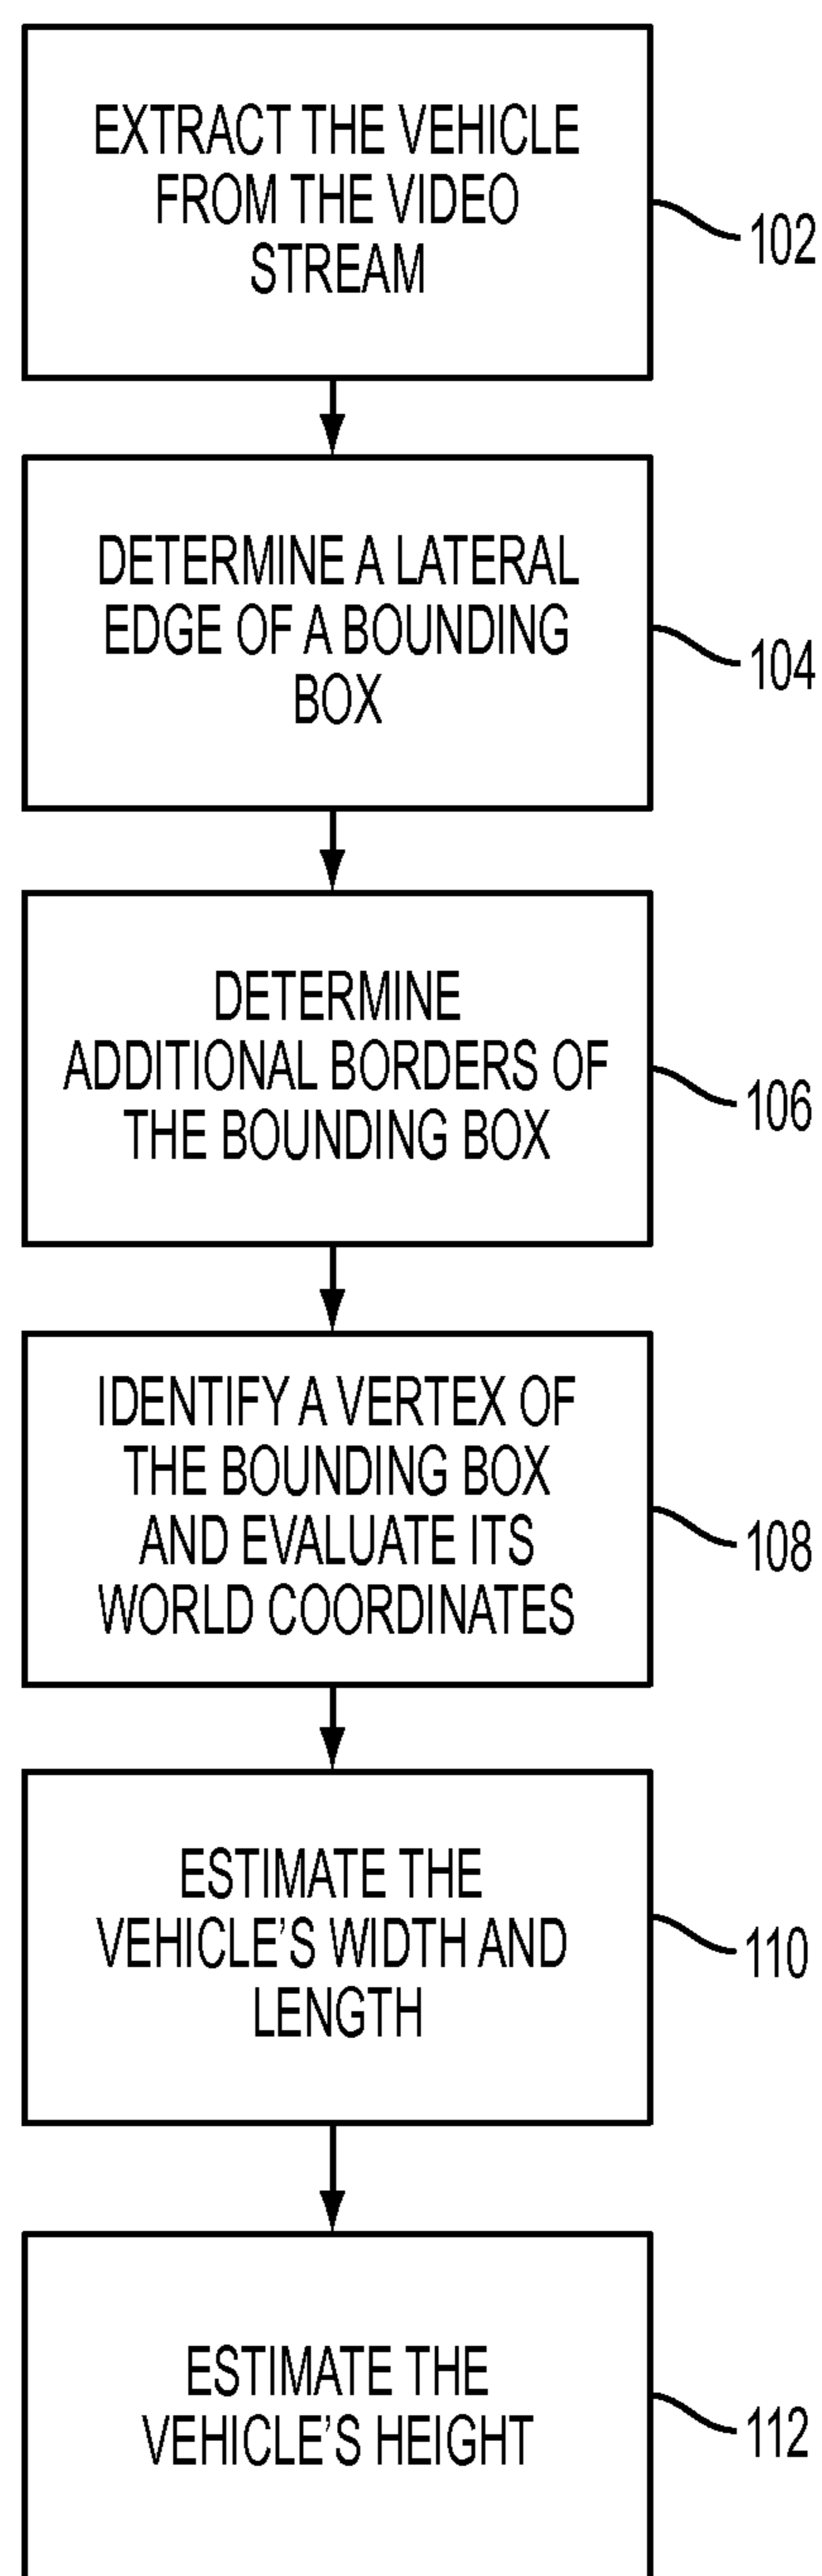 EXTRACT THE VEHICLE
FROM THE VIDEO
STREAM
102
DETERMINE A LATERAL
EDGE OF A BOUNDING
BOX
104
DETERMINE
ADDITIONAL BORDERS OF
THE BOUNDING BOX
106
IDENTIFY A VERTEX OF
THE BOUNDING BOX
AND EVALUATE ITS
WORLD COORDINATES
108
ESTIMATE THE
VEHICLE'S WIDTH AND
LENGTH
110
ESTIMATE THE
VEHICLE'S HEIGHT
112